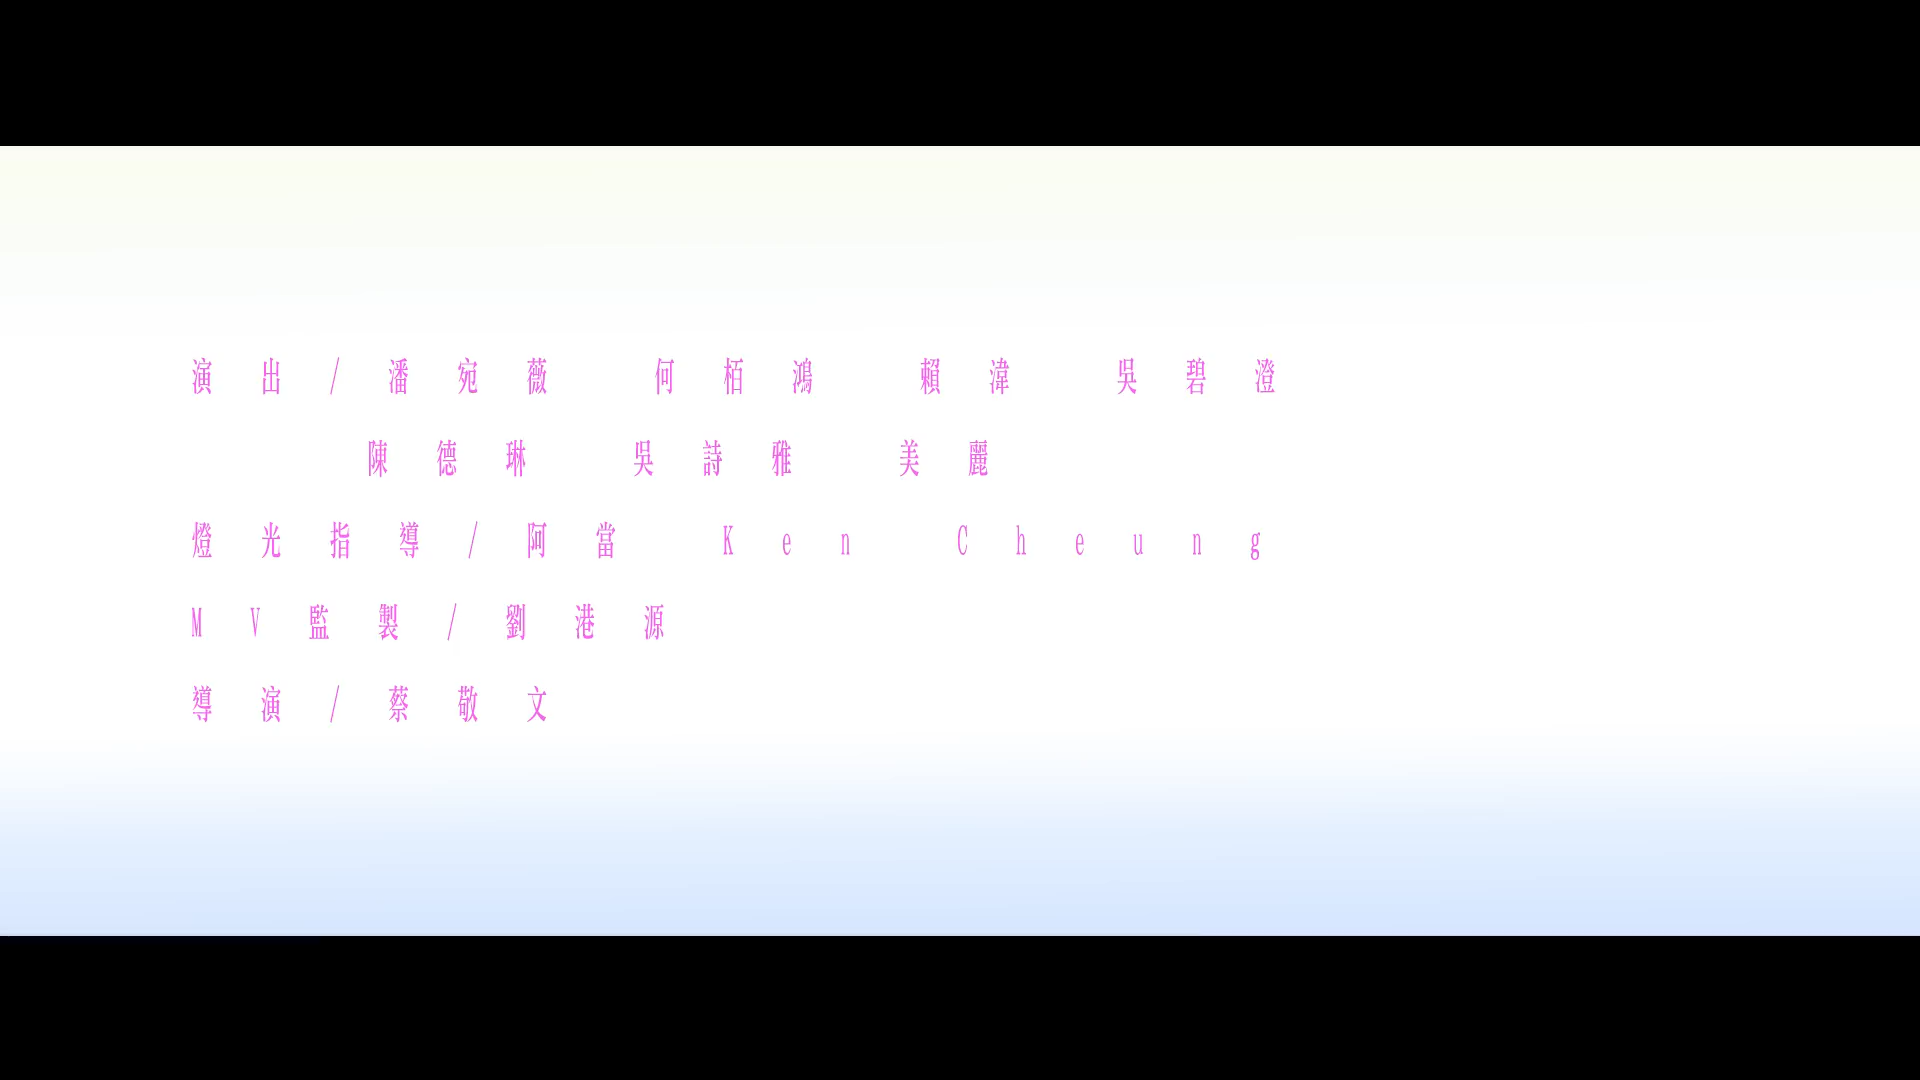 演出/潘宛薇 何栢鴻 賴湋 吳碧澄
陳德琳 吳詩雅 美麗
燈光指導/阿當 Ken Cheung
MV監製/劉港源
導演/蔡敬文